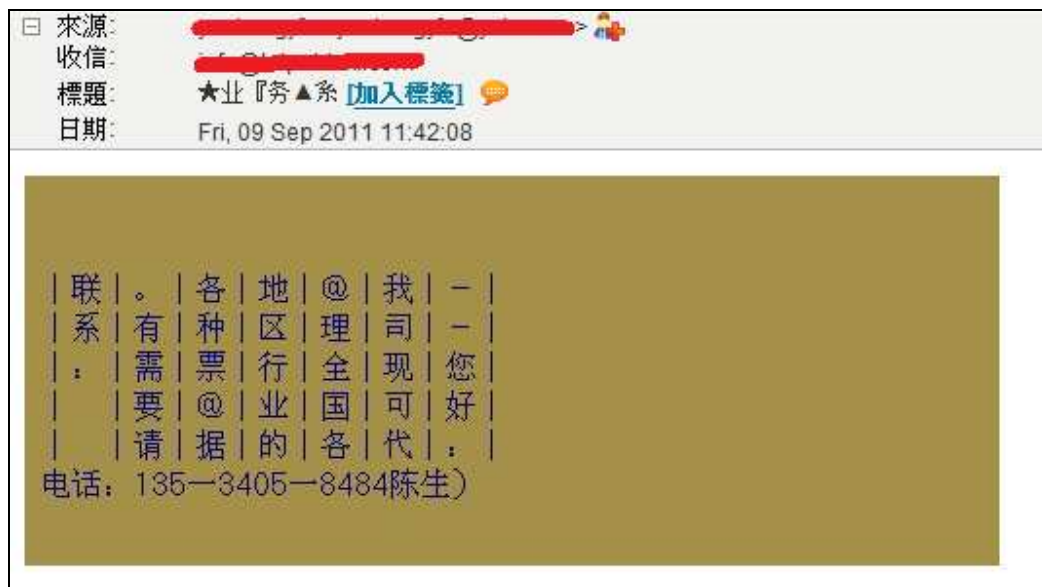 來源: >
收信:
標題: ★业『务▲系 [加入標籤]
日期: Fri, 09 Sep 2011 11:42:08
|联|。|各|地|@|我|-|
|系|有|种|区|理|司|-|
|：|需|票|行|全|现|您|
| |要|@|业|国|可|好|
| |请|据|的|各|代|：|
电话：135一3405一8484陈生）